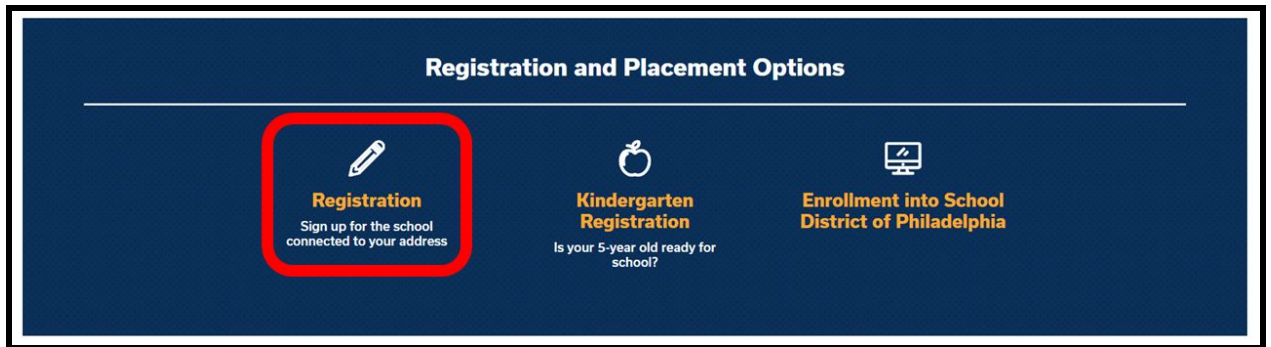 Registration and Placement Options
Registration
Sign up for the school
connected to your address
Kindergarten
Registration
Is your 5-year old ready for
school?
Enrollment into School
District of Philadelphia